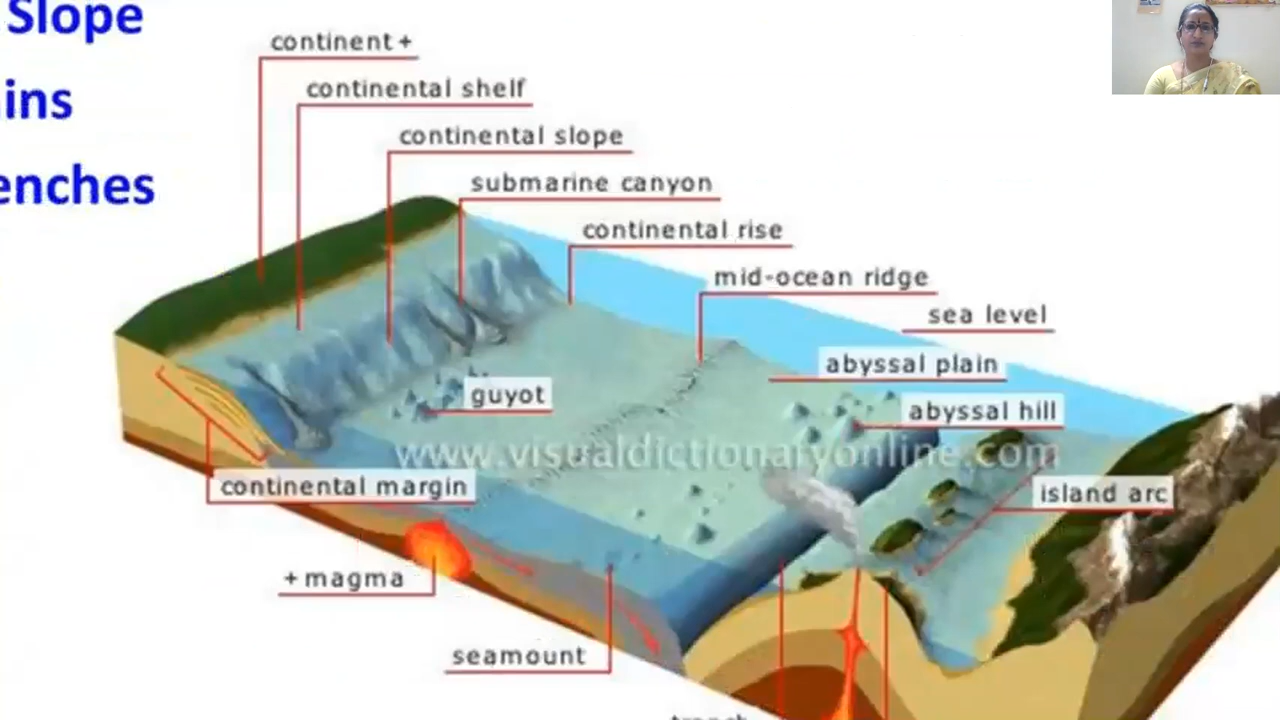 Slope
ins
enches
continent +
continental shelf
continental slope
submarine canyon
continental rise
mid-ocean ridge
sea level
abyssal plain
guyot
abyssal hill
www.visualdictionaryonline.com
continental margin
island arc
+ magma
seamount
trench